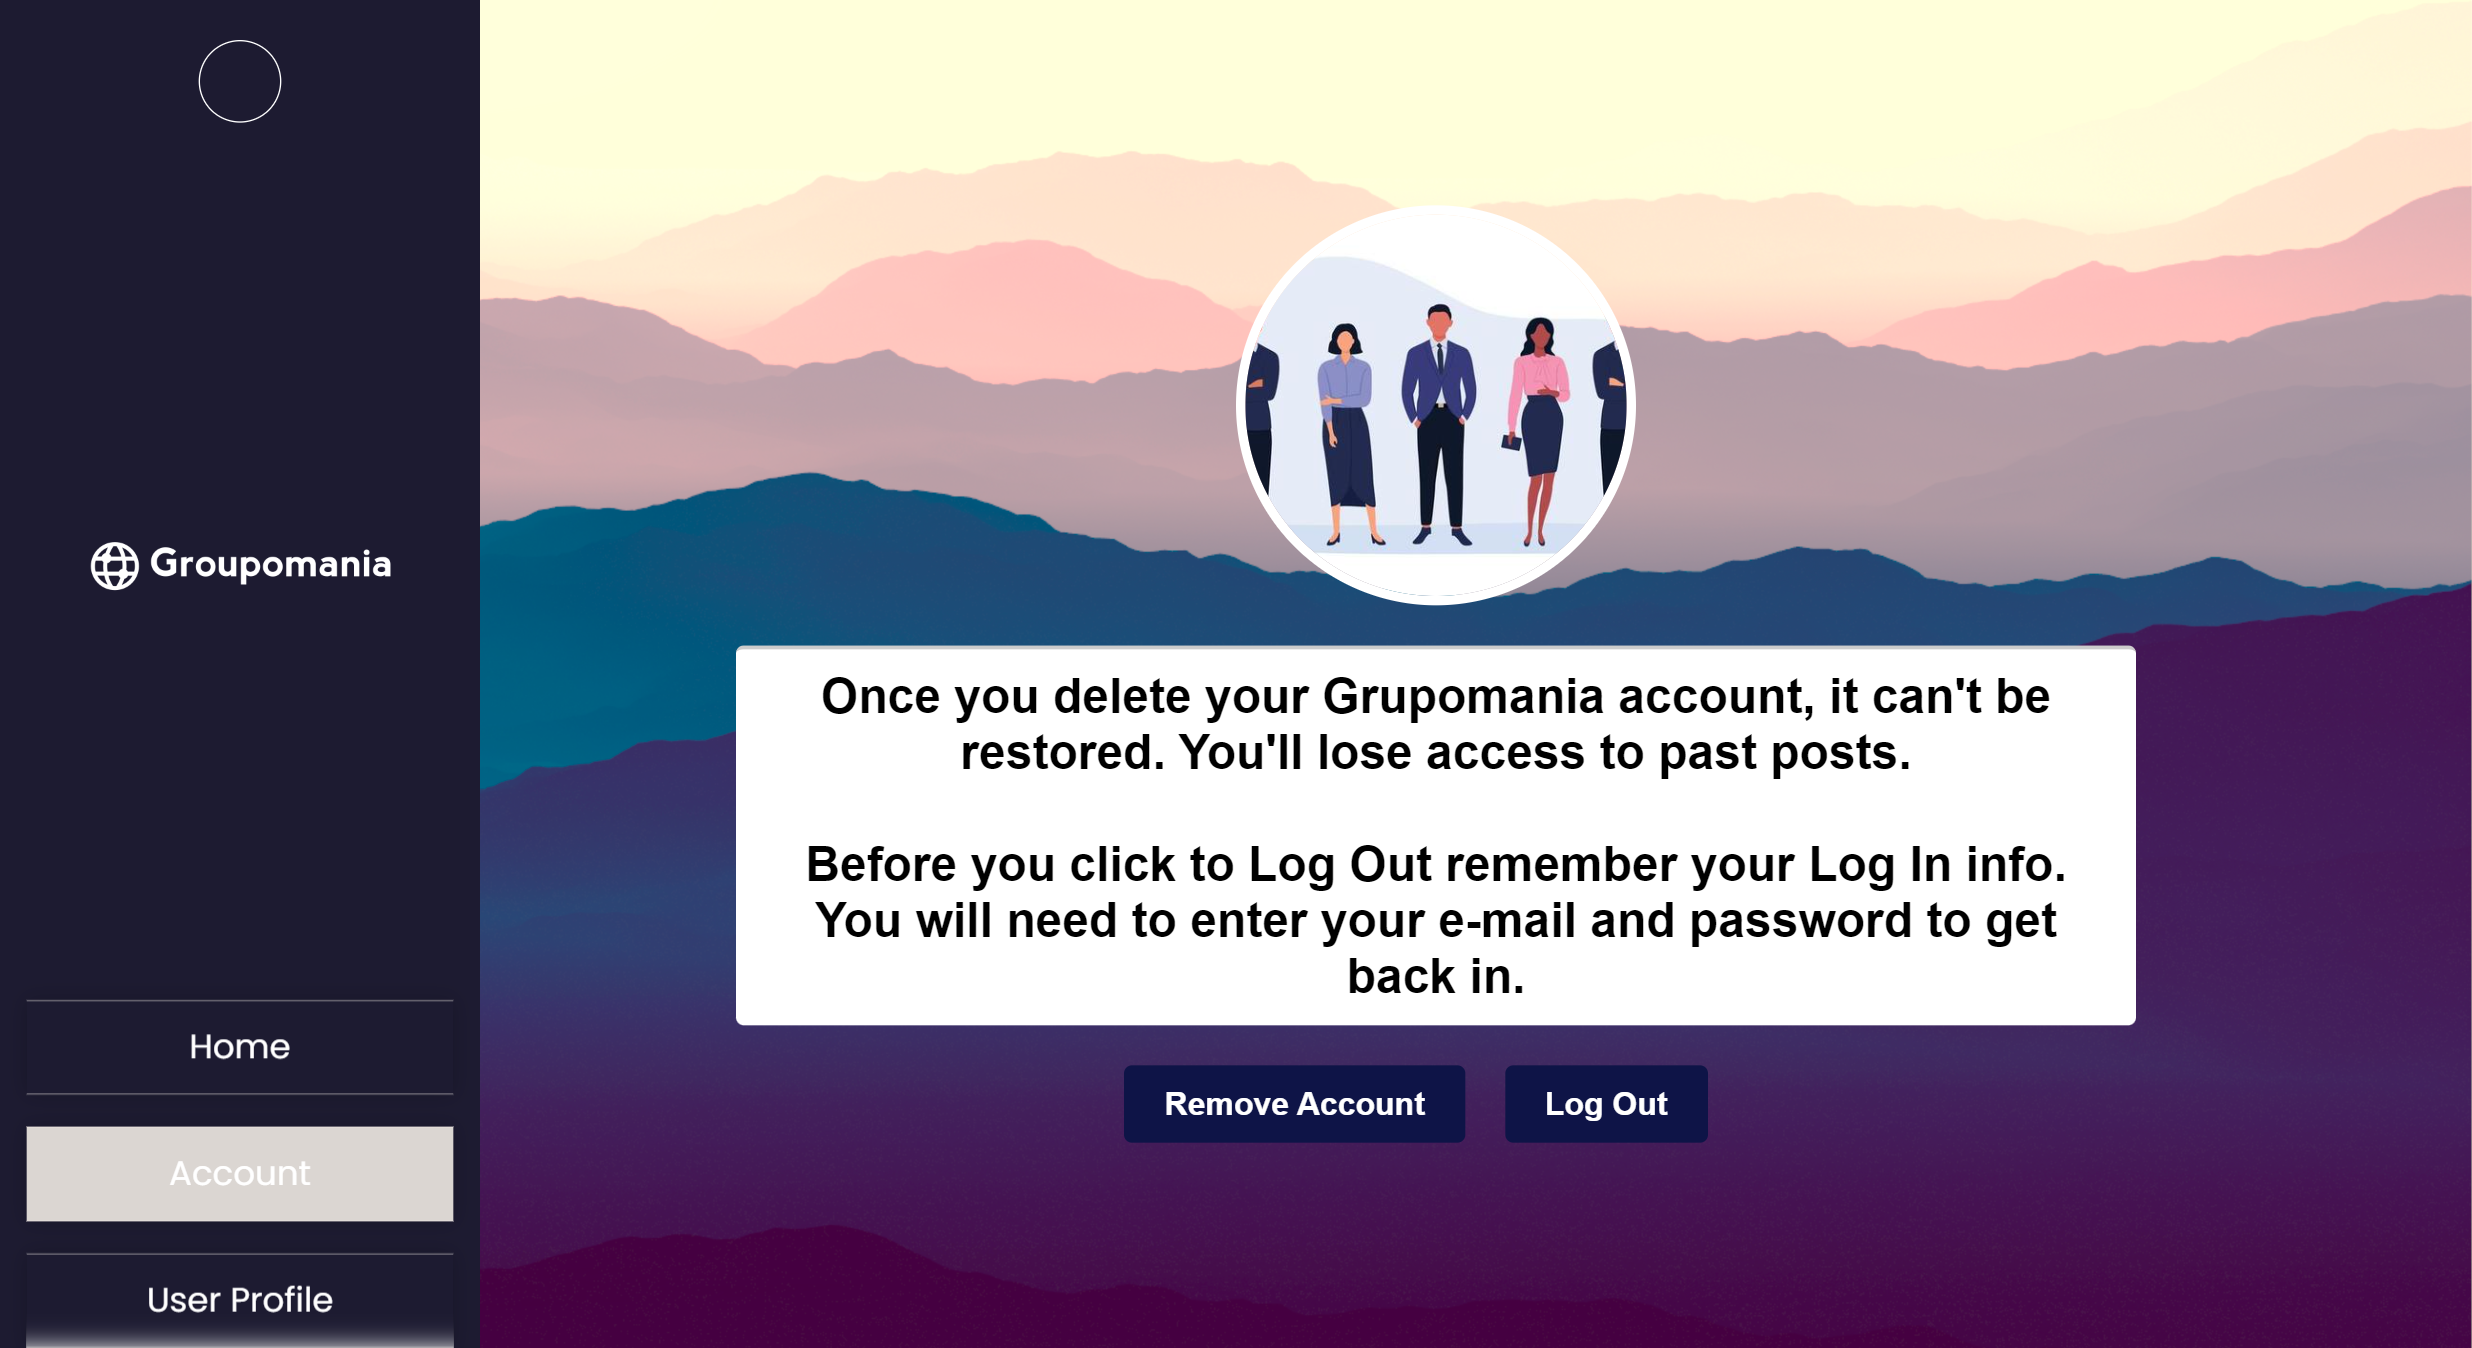 Groupomania
Home
Account
User Profile
Once you delete your Grupomania account, it can't be
restored. You'll lose access to past posts.
Before you click to Log Out remember your Log In info.
You will need to enter your e-mail and password to get
back in.
Remove Account
Log Out